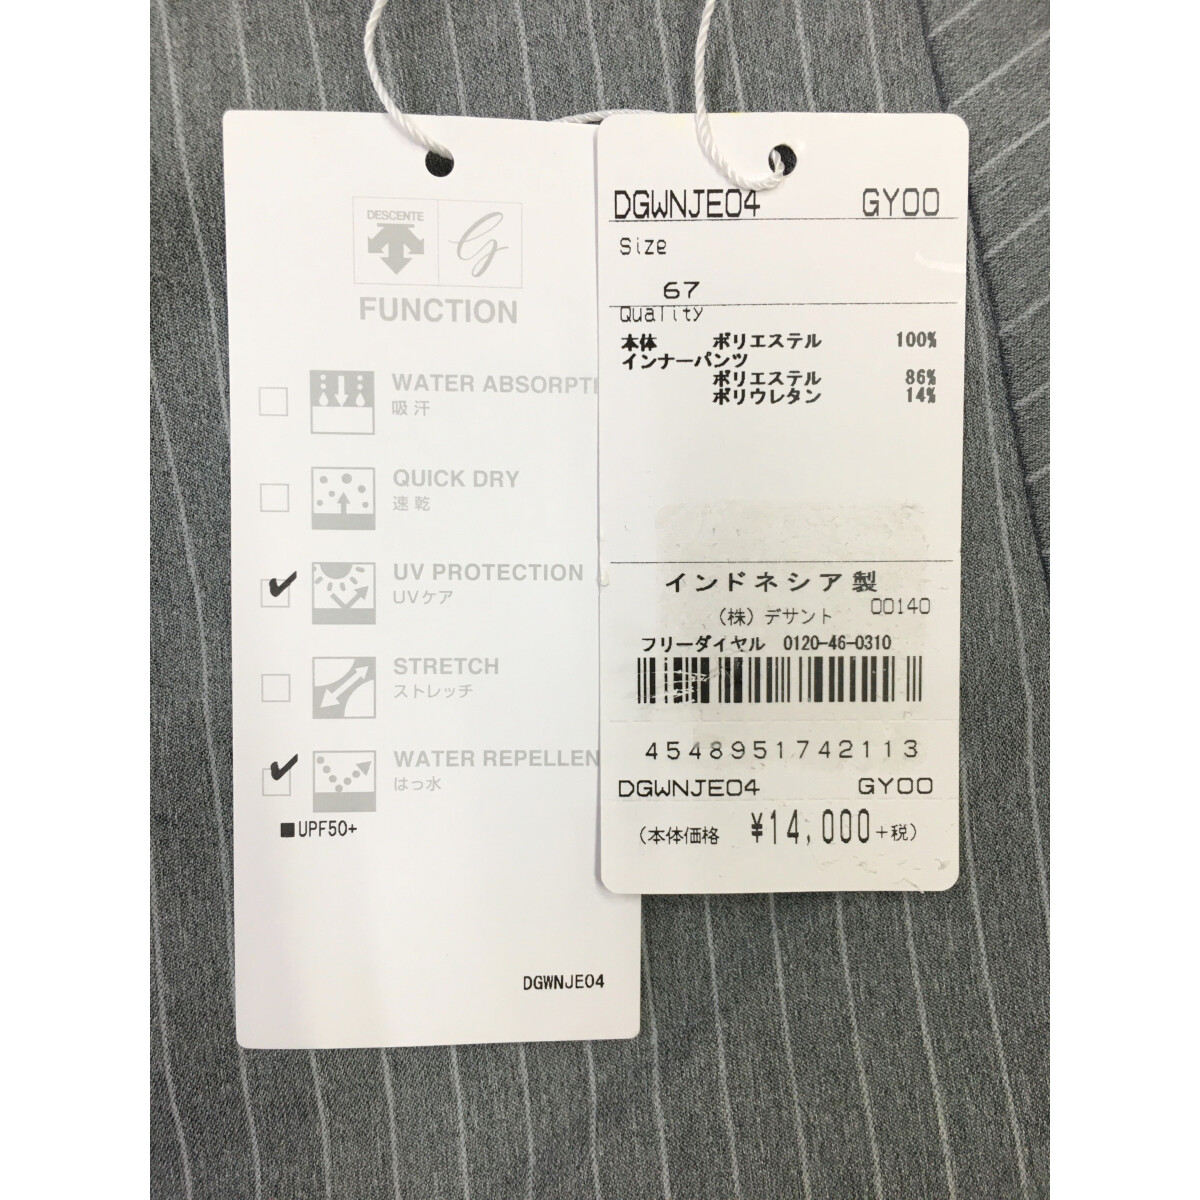 DESCENTE
G
FUNCTION
WATER ABSORPTI
吸汗
QUICK DRY
速乾
UV PROTECTION
UVケア
STRETCH
ストレッチ
WATER REPELLEN
はっ水
■UPF50+
DGWNJE04
DGWNJE04 GY00
Size
67
Quality
本体 ポリエステル 100%
インナーパンツ
ポリエステル 86%
ポリウレタン 14%
インドネシア製
(株)デサント 00140
フリーダイヤル 0120-46-0310
4548951742113
DGWNJE04 GY00
(本体価格 ¥14,000+税)